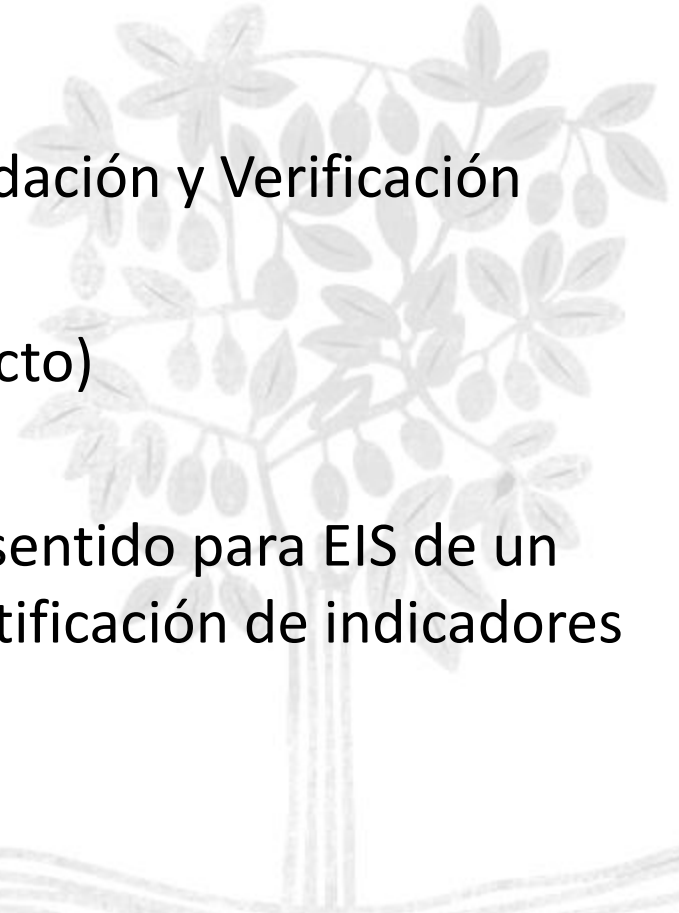 dación y Verificación
cto)
sentido para EIS de un
tificación de indicadores